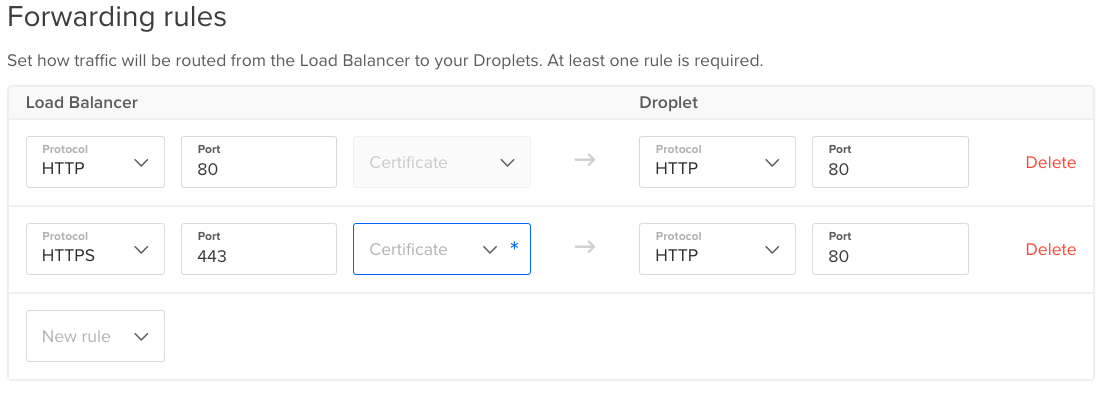 Forwarding rules
Set how traffic will be routed from the Load Balancer to your Droplets. At least one rule is required.
Load Balancer Droplet
Protocol Port Protocol Port
HTTP 80 Certificate → HTTP 80 Delete
Protocol Port Protocol Port
HTTPS 443 Certificate * → HTTP 80 Delete
New rule